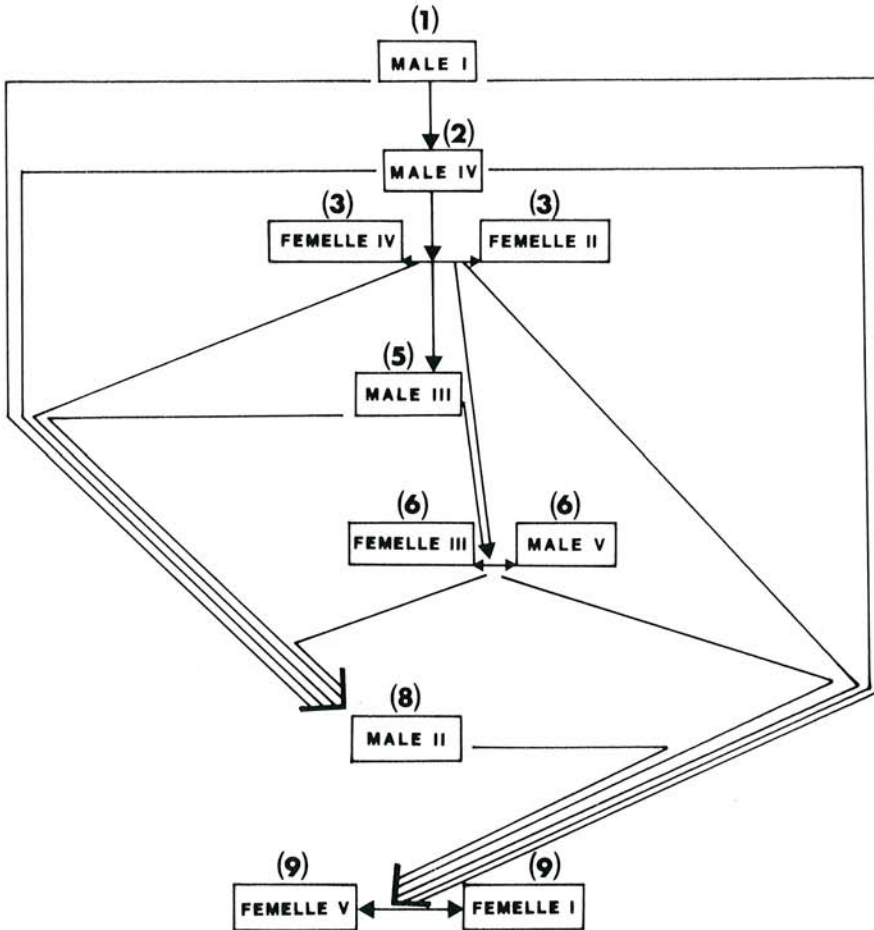 (1)
MALE I
(2)
MALE IV
(3) (3)
FEMELLE IV FEMELLE II
(5)
MALE III
(6) (6)
FEMELLE III MALE V
(8)
MALE II
(9) (9)
FEMELLE V FEMELLE I